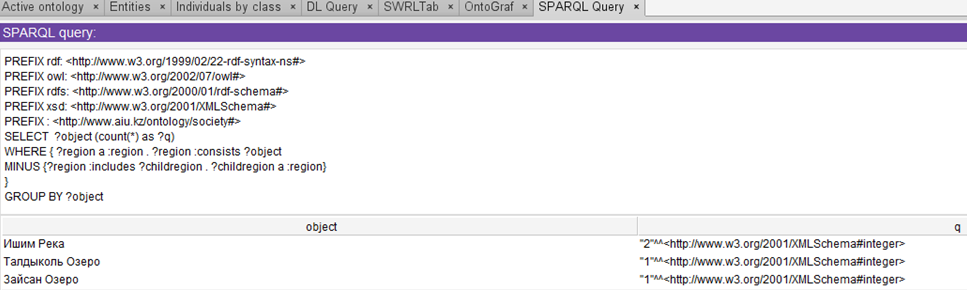 Active ontology × Entities × Individuals by class × DL Query × SWRLTab × OntoGraf × SPARQL Query ×
SPARQL query:
PREFIX rdf: <http://www.w3.org/1999/02/22-rdf-syntax-ns#>
PREFIX owl: <http://www.w3.org/2002/07/owl#>
PREFIX rdfs: <http://www.w3.org/2000/01/rdf-schema#>
PREFIX xsd: <http://www.w3.org/2001/XMLSchema#>
PREFIX : <http://www.aiu.kz/ontology/society#>
SELECT ?object (count(*) as ?q)
WHERE { ?region a :region . ?region :consists ?object
MINUS {?region :includes ?childregion . ?childregion a :region}
}
GROUP BY ?object
object q
Ишим Река "2"^^<http://www.w3.org/2001/XMLSchema#integer>
Талдыколь Озеро "1"^^<http://www.w3.org/2001/XMLSchema#integer>
Зайсан Озеро "1"^^<http://www.w3.org/2001/XMLSchema#integer>